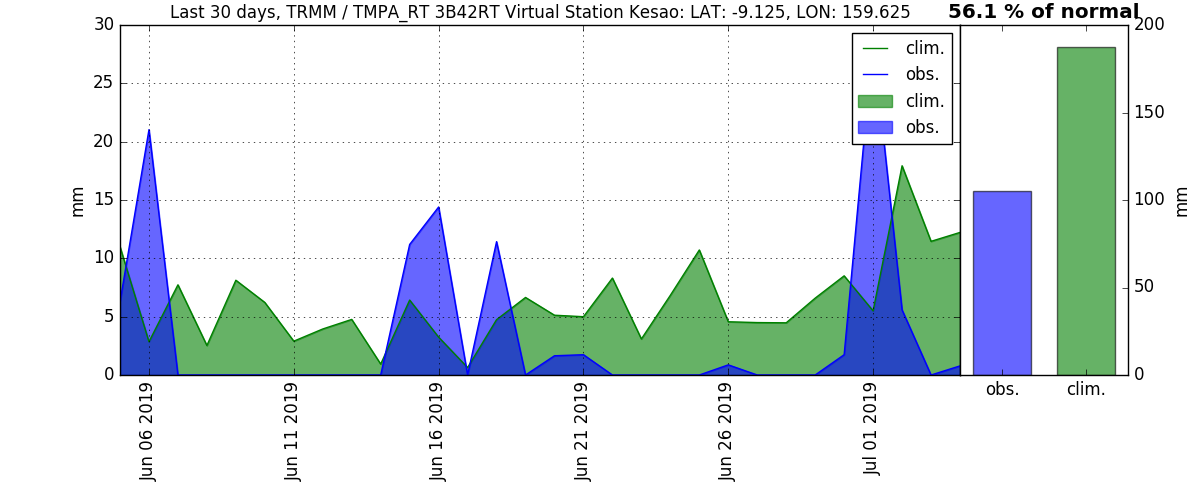 Last 30 days, TRMM / TMPA_RT 3B42RT Virtual Station Kesao: LAT: -9.125, LON: 159.625
56.1 % of normal
30
25
20
15
10
5
0
mm
clim.
obs.
clim.
obs.
Jun 06 2019
Jun 11 2019
Jun 16 2019
Jun 21 2019
Jun 26 2019
Jul 01 2019
200
150
100
50
0
mm
obs.
clim.